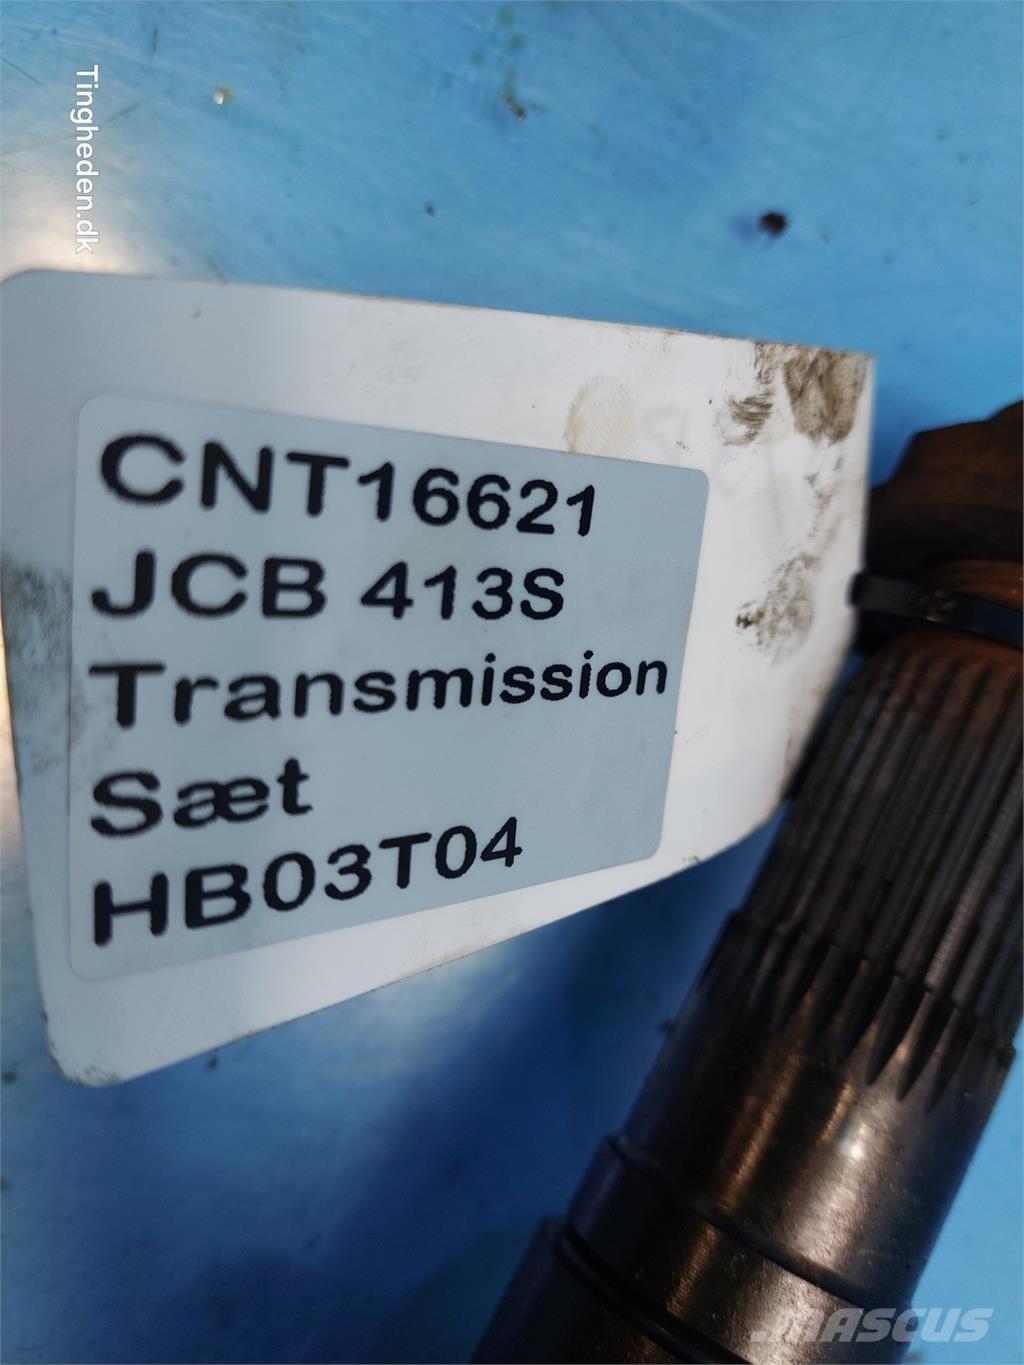 Tingheden.dk
CNT16621
JCB 413S
Transmission
Sæt
HB03T04
MASCUS